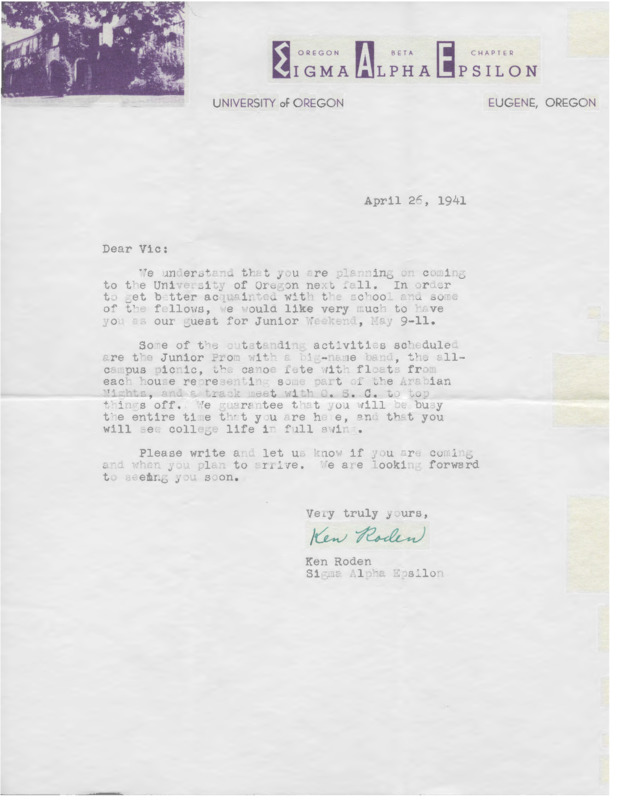 OREGON BETA CHAPTER
SIGMA ALPHA EPSILON
UNIVERSITY of OREGON EUGENE, OREGON
April 26, 1941
Dear Vic:
We understand that you are planning on coming
to the University of Oregon next fall. In order
to get better acquainted with the school and some
of the fellows, we would like very much to have
you as our guest for Junior Weekend, May 9-11.
Some of the outstanding activities scheduled
are the Junior Prom with a big-name band, the all-
campus picnic, the canoe fete with floats from
each house representing some part of the Arabian
Nights, and a track meet with O. S. C. to top
things off. We guarantee that you will be busy
the entire time that you are here, and that you
will see college life in full swing.
Please write and let us know if you are coming
and when you plan to arrive. We are looking forward
to seeing you soon.
Very truly yours,
Ken Roden
Ken Roden
Sigma Alpha Epsilon